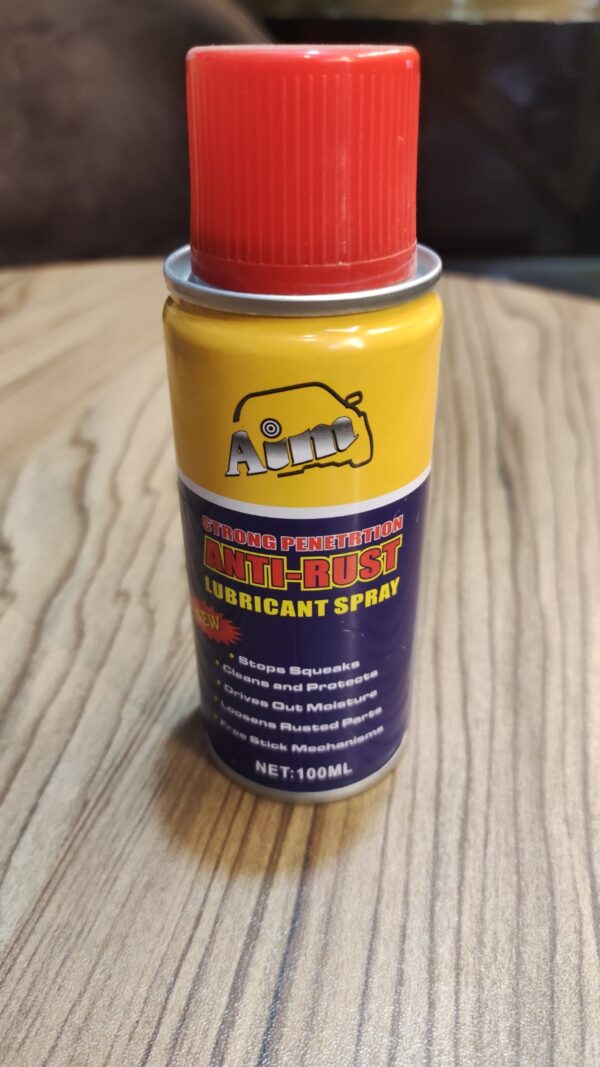 Aim
STRONG PENETRTION
ANTI-RUST
LUBRICANT SPRAY
NEW
• Stops Squeaks
• Cleans and Protects
• Drives Out Moisture
• Loosens Rusted Parts
• Free Stick Mechanisms
NET:100ML